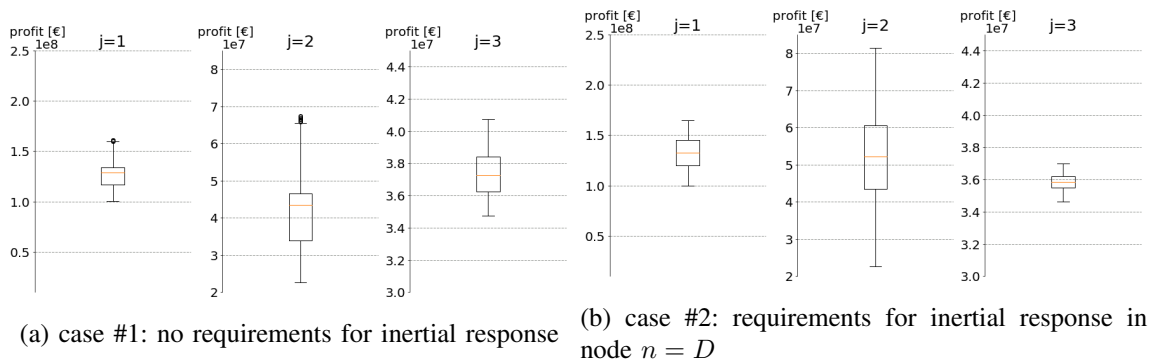 profit [€]
1e8
j=1
2.5
2.0
1.5
1.0
0.5
profit [€]
1e7
j=2
8
7
6
5
4
3
2
profit [€]
1e7
j=3
4.4
4.2
4.0
3.8
3.6
3.4
3.2
3.0
(a) case #1: no requirements for inertial response
profit [€]
1e8
j=1
2.5
2.0
1.5
1.0
0.5
profit [€]
1e7
j=2
8
7
6
5
4
3
2
profit [€]
1e7
j=3
4.4
4.2
4.0
3.8
3.6
3.4
3.2
3.0
(b) case #2: requirements for inertial response in
node n = D